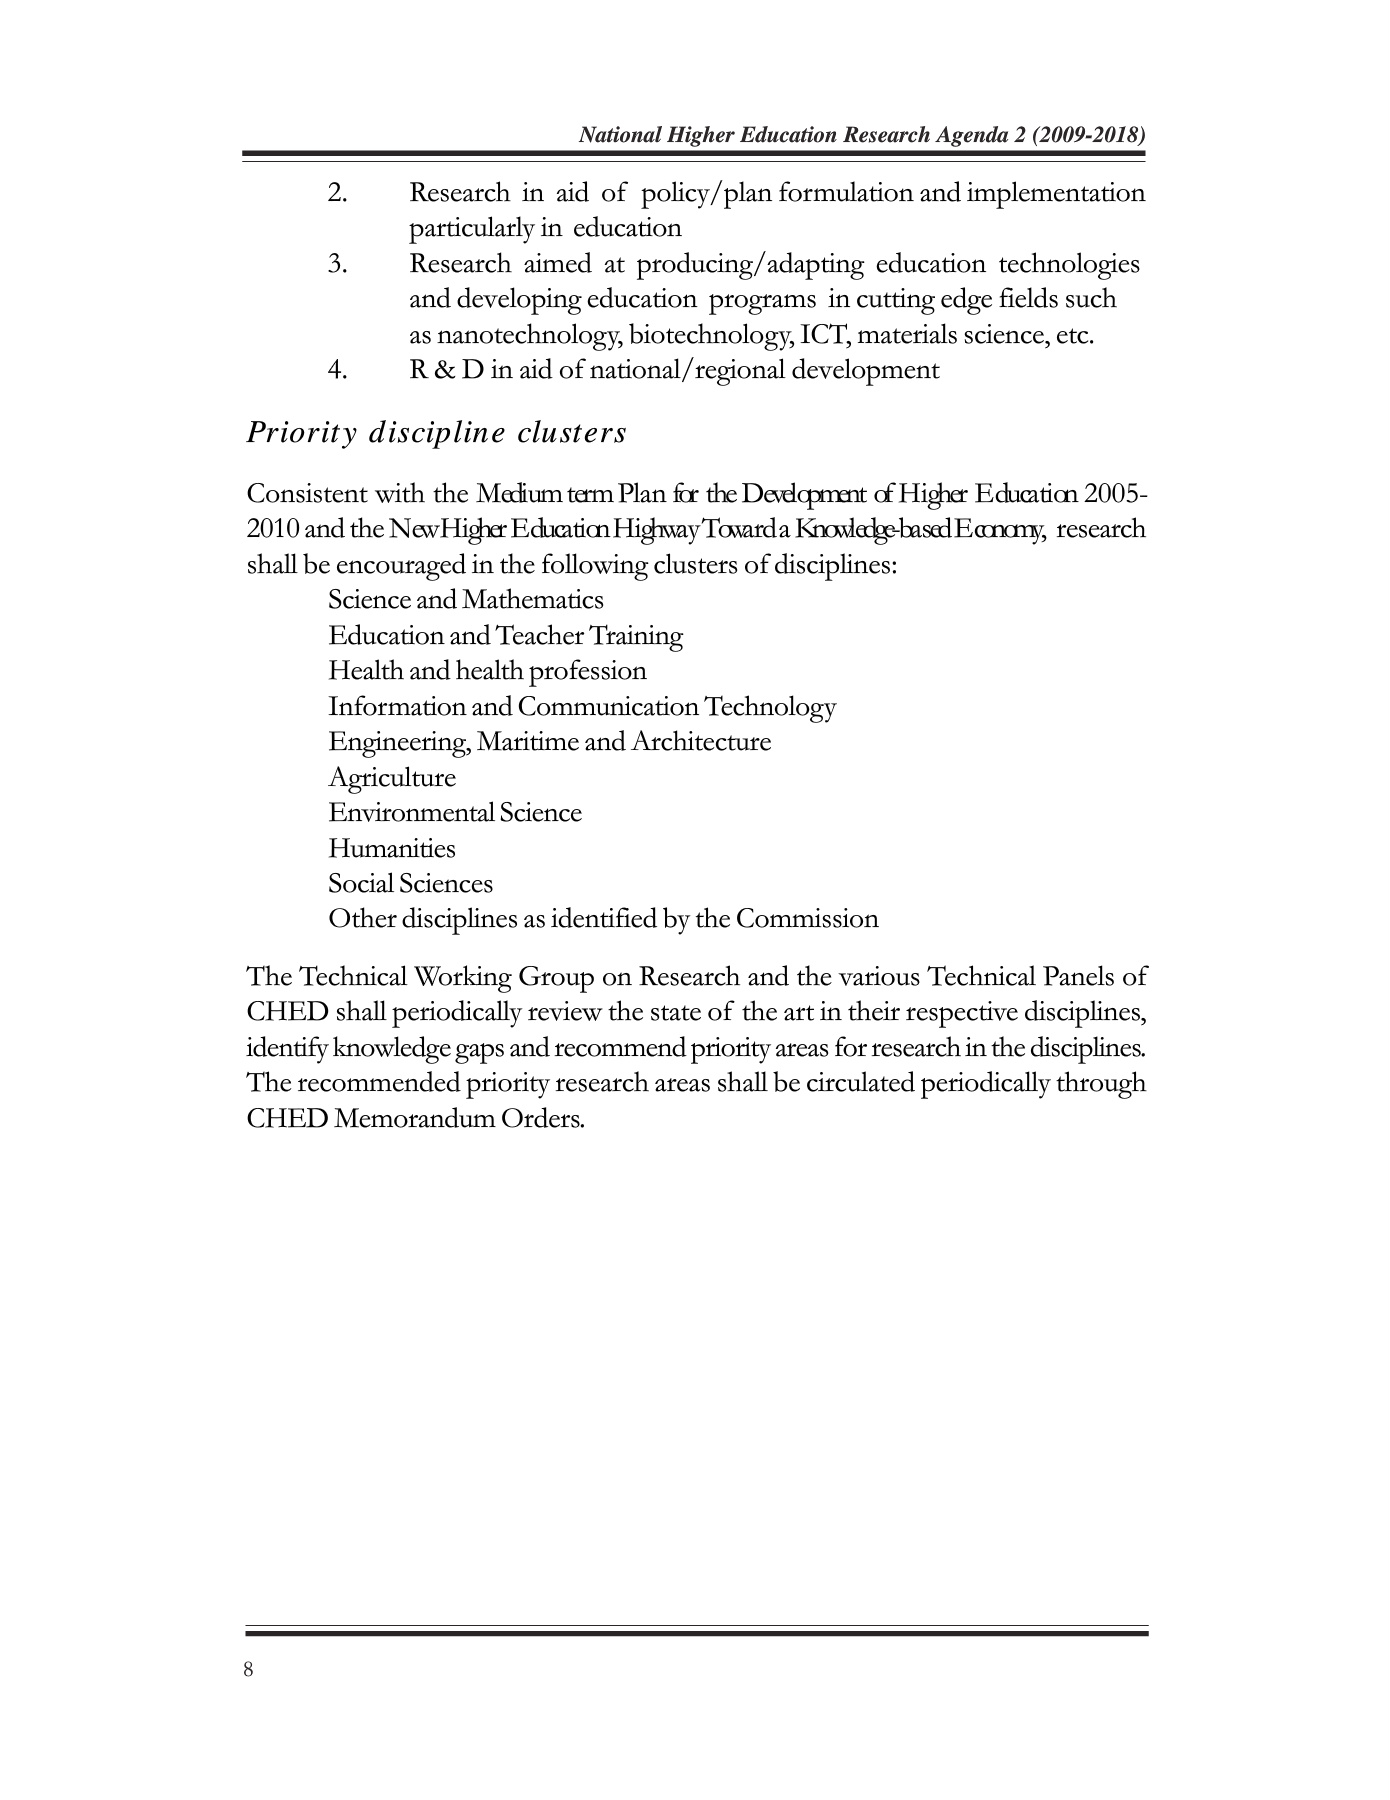 National Higher Education Research Agenda 2 (2009-2018)
2. Research in aid of policy/plan formulation and implementation
particularly in education
3. Research aimed at producing/adapting education technologies
and developing education programs in cutting edge fields such
as nanotechnology, biotechnology, ICT, materials science, etc.
4. R & D in aid of national/regional development
Priority discipline clusters
Consistent with the Medium term Plan for the Development of Higher Education 2005-
2010 and the New Higher Education Highway Toward a Knowledge-based Economy, research
shall be encouraged in the following clusters of disciplines:
Science and Mathematics
Education and Teacher Training
Health and health profession
Information and Communication Technology
Engineering, Maritime and Architecture
Agriculture
Environmental Science
Humanities
Social Sciences
Other disciplines as identified by the Commission
The Technical Working Group on Research and the various Technical Panels of
CHED shall periodically review the state of the art in their respective disciplines,
identify knowledge gaps and recommend priority areas for research in the disciplines.
The recommended priority research areas shall be circulated periodically through
CHED Memorandum Orders.
8